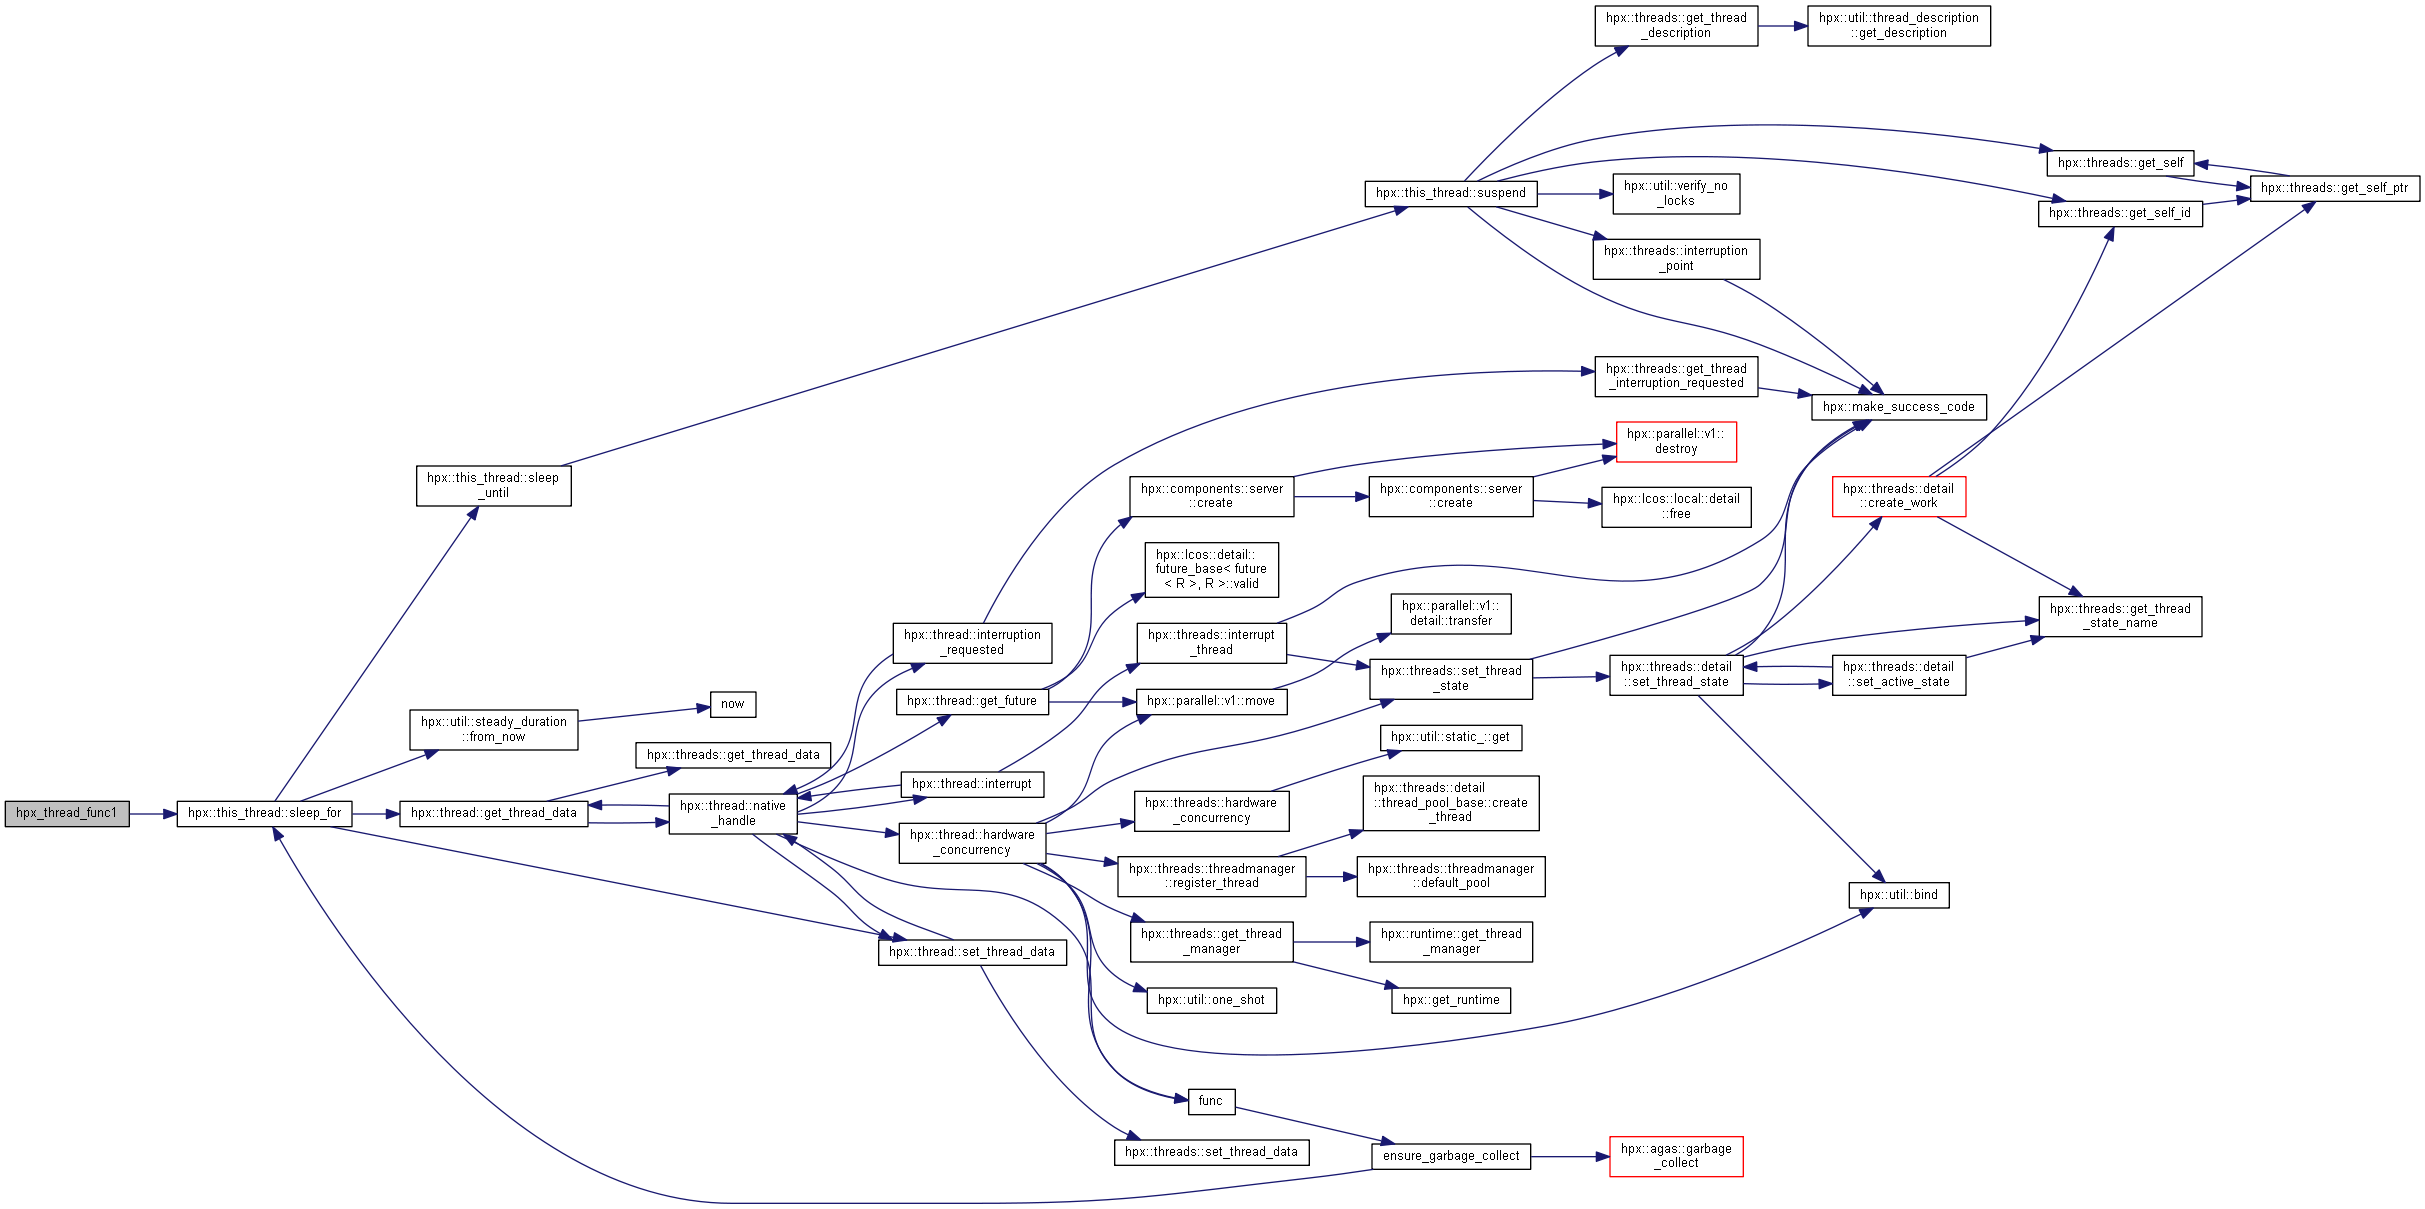 hpx_thread_func1
hpx::this_thread::sleep_for
hpx::this_thread::sleep
_until
hpx::util::steady_duration
::from_now
hpx::thread::get_thread_data
now
hpx::threads::get_thread_data
hpx::thread::native
_handle
hpx::thread::interruption
_requested
hpx::thread::get_future
hpx::thread::interrupt
hpx::thread::hardware
_concurrency
hpx::thread::set_thread_data
hpx::components::server
::create
hpx::lcos::detail::
future_base< future
< R >, R >::valid
hpx::threads::interrupt
_thread
hpx::parallel::v1::move
hpx::threads::hardware
_concurrency
hpx::threads::threadmanager
::register_thread
hpx::threads::get_thread
_manager
hpx::util::one_shot
func
hpx::threads::set_thread_data
hpx::this_thread::suspend
hpx::components::server
::create
hpx::parallel::v1::
detail::transfer
hpx::threads::set_thread
_state
hpx::util::static_::get
hpx::threads::detail
::thread_pool_base::create
_thread
hpx::threads::threadmanager
::default_pool
hpx::runtime::get_thread
_manager
hpx::get_runtime
ensure_garbage_collect
hpx::threads::get_thread
_description
hpx::util::verify_no
_locks
hpx::threads::interruption
_point
hpx::threads::get_thread
_interruption_requested
hpx::parallel::v1::
destroy
hpx::lcos::local::detail
::free
hpx::threads::detail
::set_thread_state
hpx::agas::garbage
_collect
hpx::util::thread_description
::get_description
hpx::make_success_code
hpx::threads::detail
::create_work
hpx::threads::detail
::set_active_state
hpx::util::bind
hpx::threads::get_self
hpx::threads::get_self_id
hpx::threads::get_thread
_state_name
hpx::threads::get_self_ptr